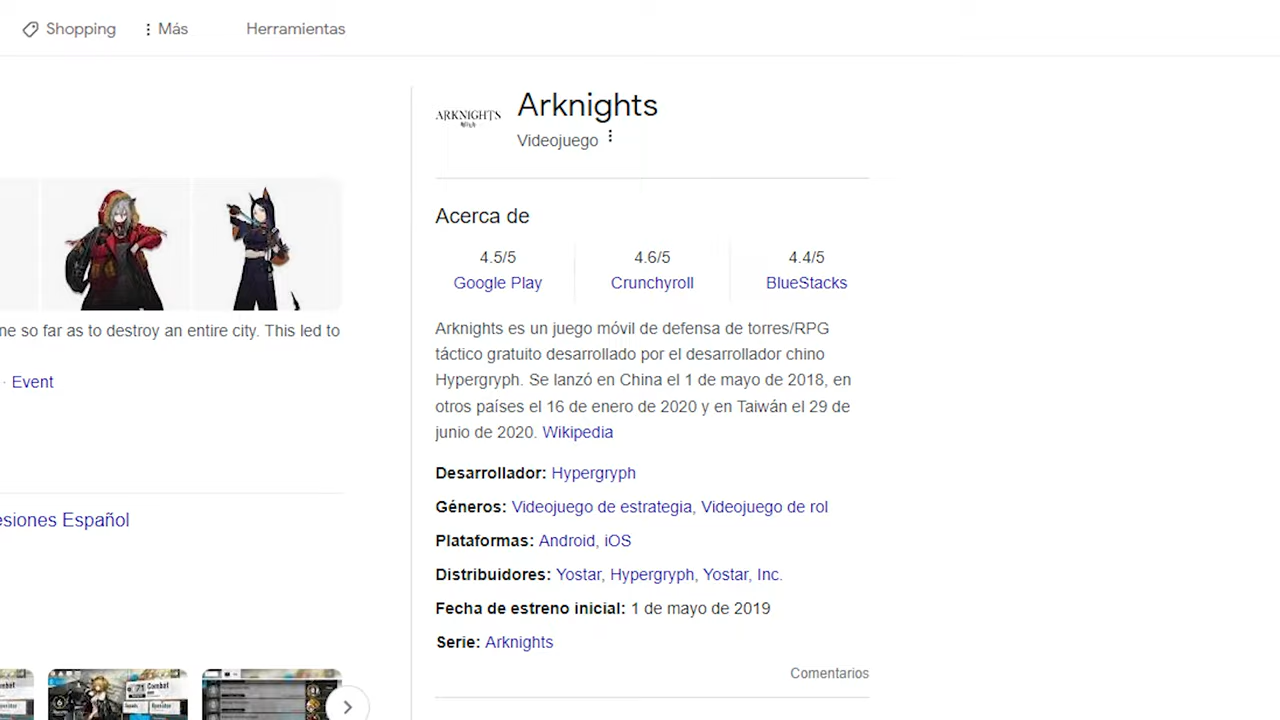 Shopping
Más
Herramientas
ARKNIGHTS
Arknights
Videojuego
ne so far as to destroy an entire city. This led to
· Event
esiones Español
Acerca de
4.5/5
Google Play
4.6/5
Crunchyroll
4.4/5
BlueStacks
Arknights es un juego móvil de defensa de torres/RPG
táctico gratuito desarrollado por el desarrollador chino
Hypergryph. Se lanzó en China el 1 de mayo de 2018, en
otros países el 16 de enero de 2020 y en Taiwán el 29 de
junio de 2020. Wikipedia
Desarrollador: Hypergryph
Géneros: Videojuego de estrategia, Videojuego de rol
Plataformas: Android, iOS
Distribuidores: Yostar, Hypergryph, Yostar, Inc.
Fecha de estreno inicial: 1 de mayo de 2019
Serie: Arknights
Comentarios
Combat